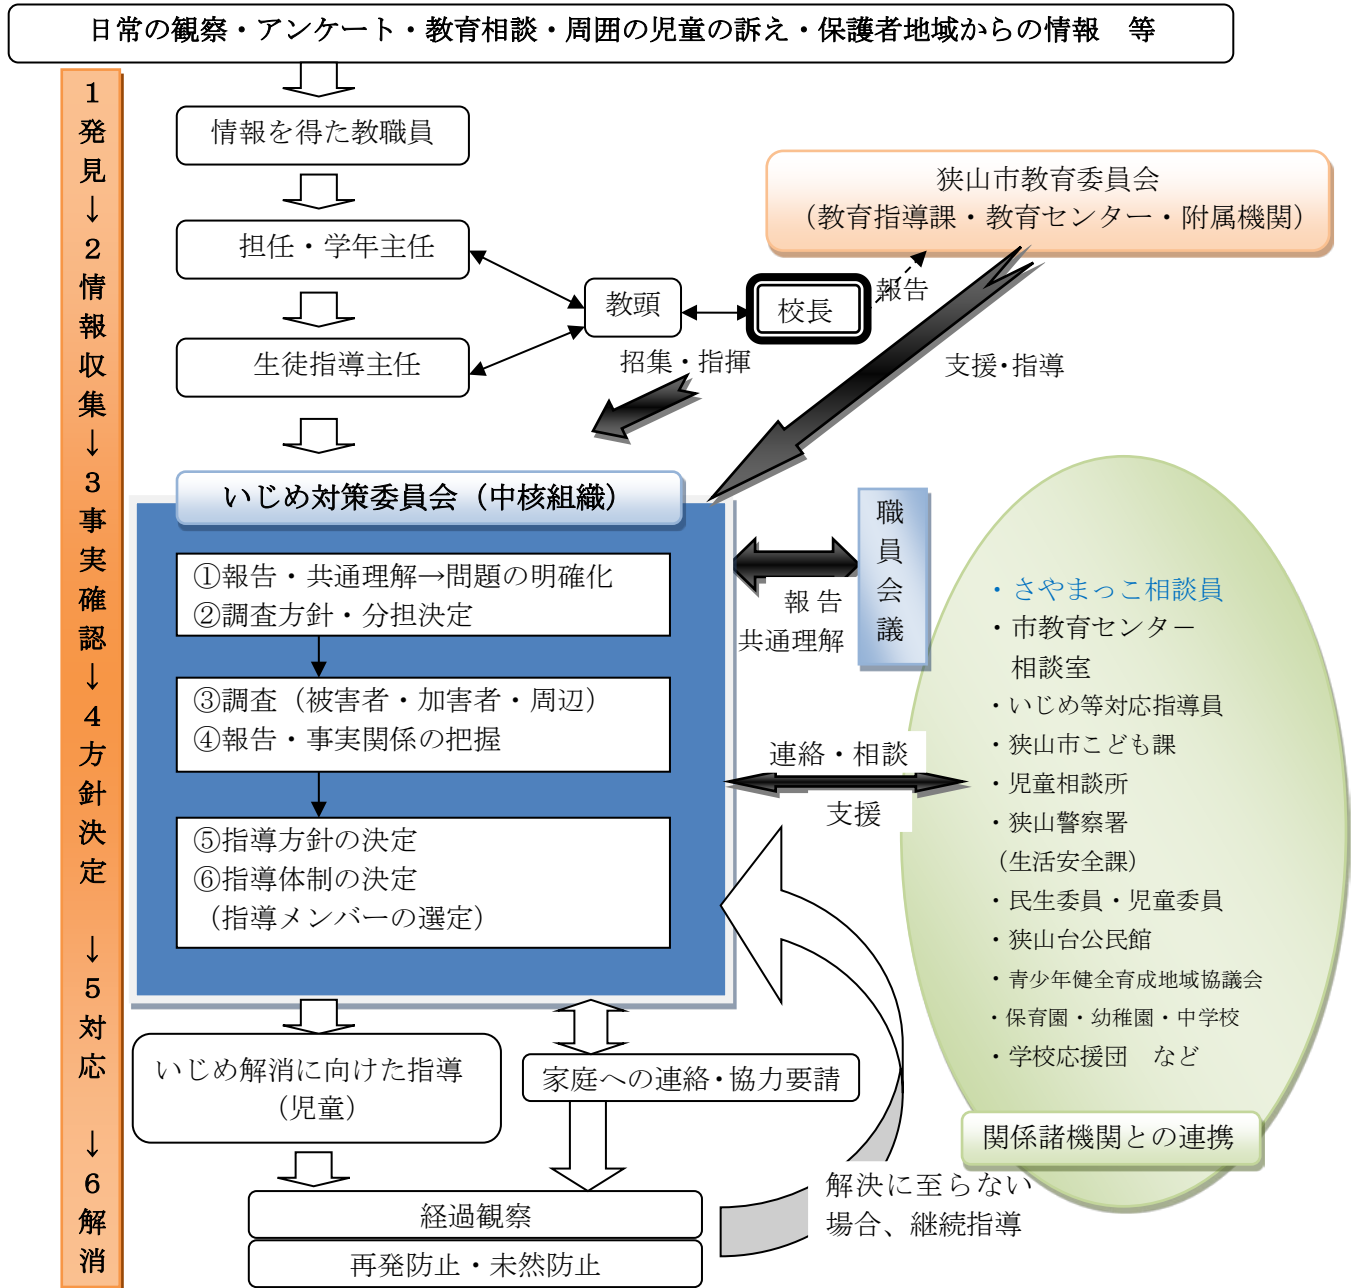 日常の観察・アンケート・教育相談・周囲の児童の訴え・保護者地域からの情報　等
1発見↓2情報収集↓3事実確認↓4方針決定　↓5対応　↓6解消
情報を得た教職員
担任・学年主任
生徒指導主任
教頭
校長
報告
狭山市教育委員会
（教育指導課・教育センター・附属機関）
招集・指揮
支援・指導
いじめ対策委員会（中核組織）
①報告・共通理解→問題の明確化
②調査方針・分担決定
③調査（被害者・加害者・周辺）
④報告・事実関係の把握
⑤指導方針の決定
⑥指導体制の決定
（指導メンバーの選定）
職員会議
報 告
共通理解
連絡・相談
支援
・さやまっこ相談員
・市教育センター
相談室
・いじめ等対応指導員
・狭山市こども課
・児童相談所
・狭山警察署
（生活安全課）
・民生委員・児童委員
・狭山台公民館
・青少年健全育成地域協議会
・保育園・幼稚園・中学校
・学校応援団　など
関係諸機関との連携
いじめ解消に向けた指導
（児童）
家庭への連絡・協力要請
経過観察
再発防止・未然防止
解決に至らない
場合、継続指導